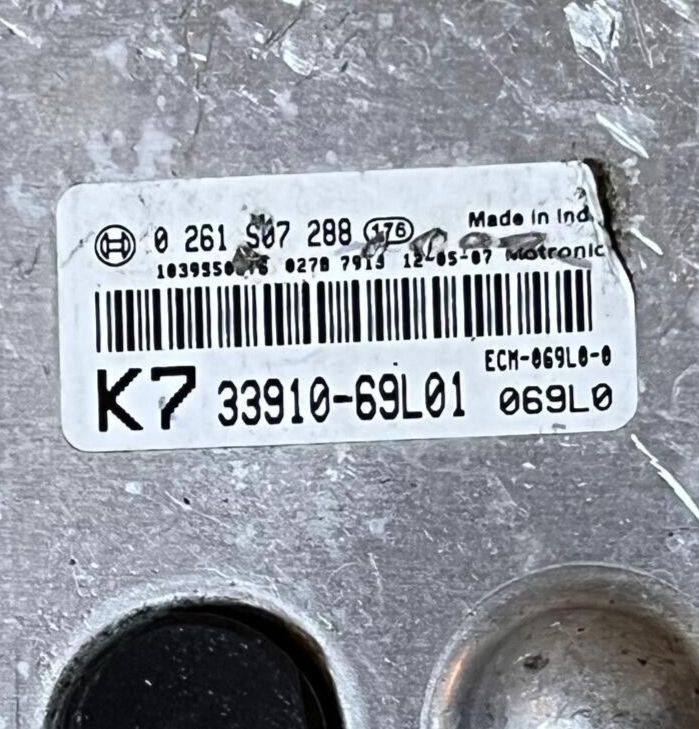 0 261 S07 288 176 Made in Ind
0278 7913 12-05-07 Motronic
ECM-069L0-0
K7 33910-69L01 069L0